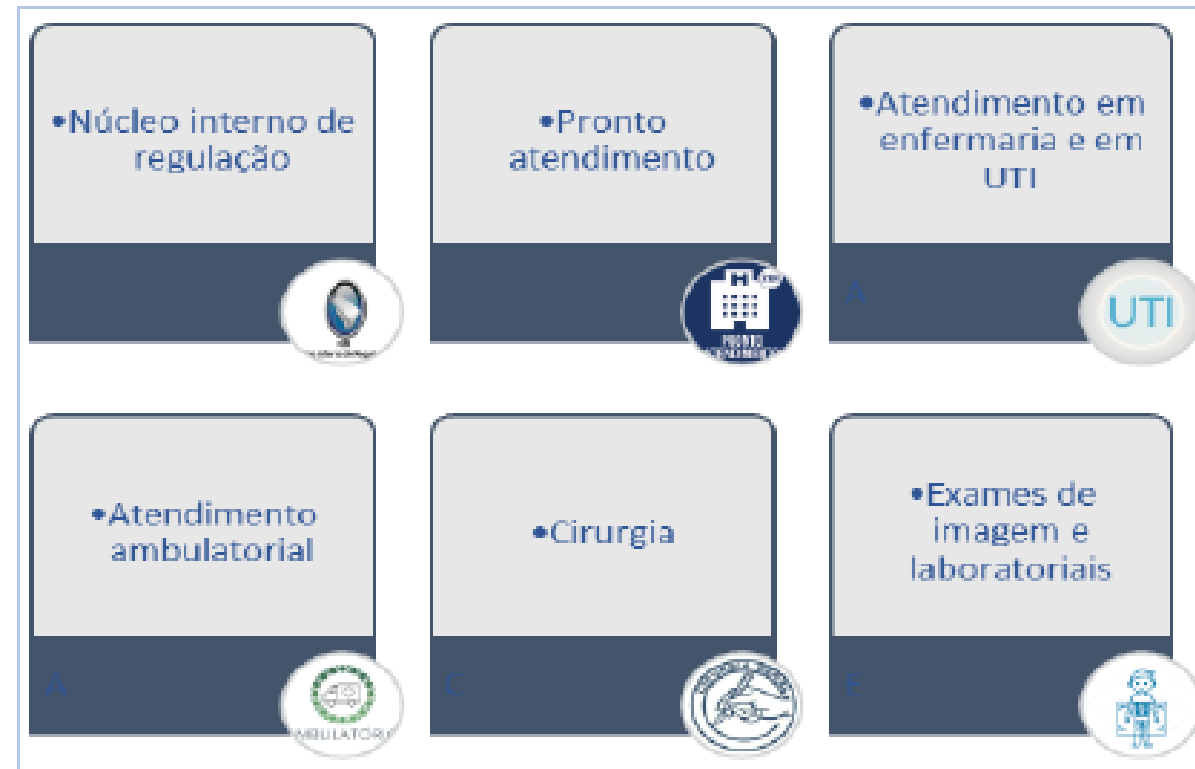 •Núcleo interno de
regulação
•Pronto
atendimento
•Atendimento em
enfermaria e em
UTI
A
UTI
•Atendimento
ambulatorial
•Cirurgia
•Exames de
imagem e
laboratoriais
A
C
E